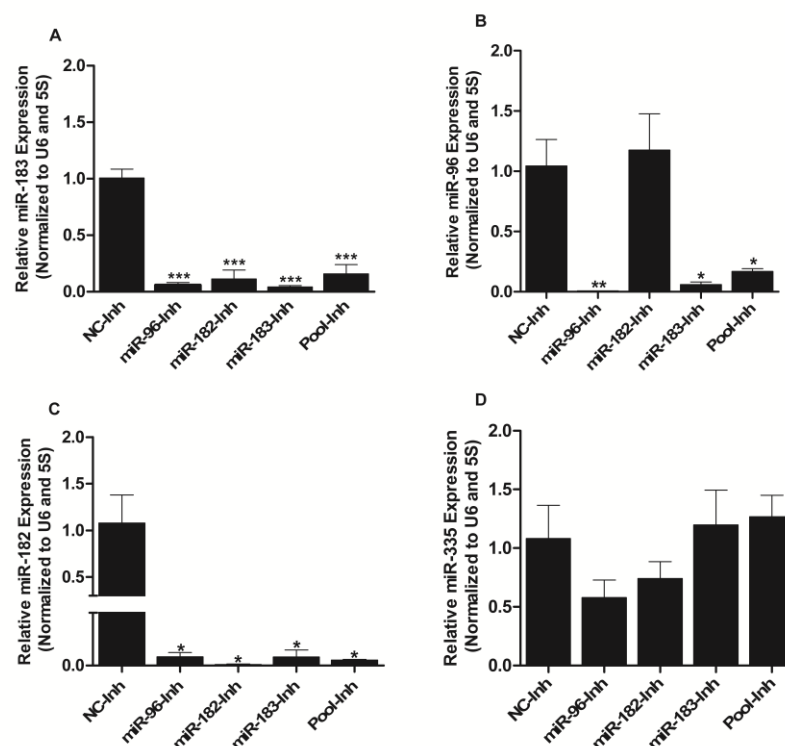 A
Relative miR-183 Expression
(Normalized to U6 and 5S)
2.0
1.5
1.0
0.5
0.0
***
***
***
***
NC-Inh
miR-96-Inh
miR-182-Inh
miR-183-Inh
Pool-Inh
B
Relative miR-96 Expression
(Normalized to U6 and 5S)
2.0
1.5
1.0
0.5
0.0
**
*
*
NC-Inh
miR-96-Inh
miR-182-Inh
miR-183-Inh
Pool-Inh
C
Relative miR-182 Expression
(Normalized to U6 and 5S)
2.0
1.5
1.0
0.5
0.0
*
*
*
*
NC-Inh
miR-96-Inh
miR-182-Inh
miR-183-Inh
Pool-Inh
D
Relative miR-335 Expression
(Normalized to U6 and 5S)
2.0
1.5
1.0
0.5
0.0
NC-Inh
miR-96-Inh
miR-182-Inh
miR-183-Inh
Pool-Inh